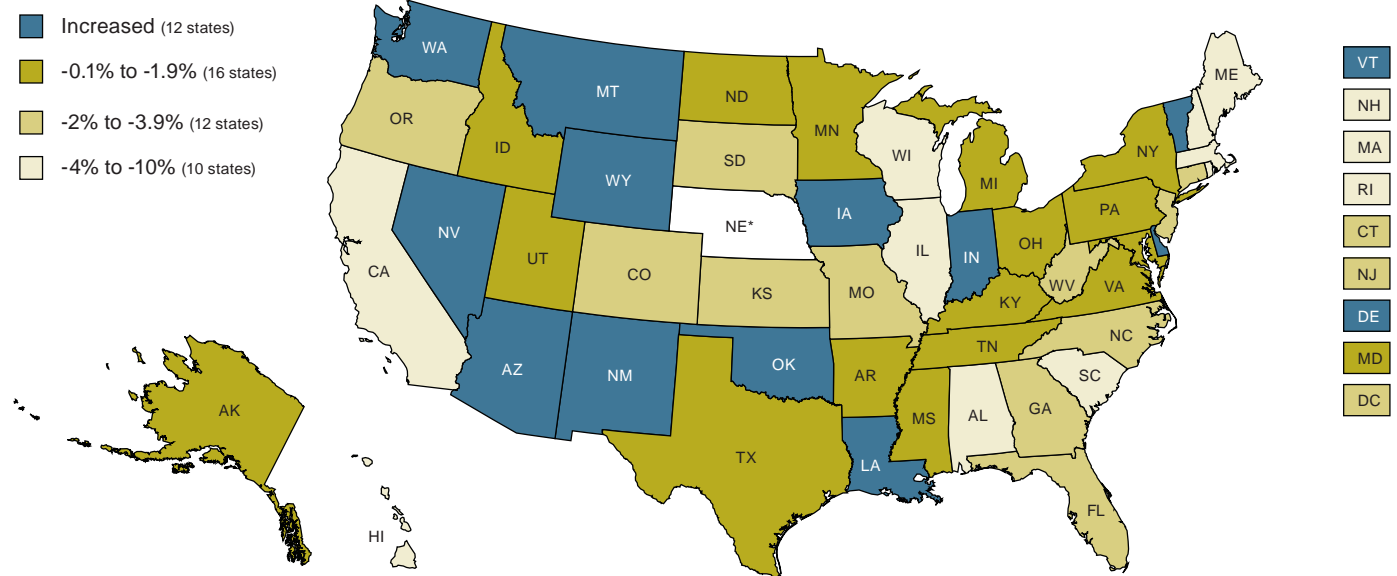 Increased (12 states)
-0.1% to -1.9% (16 states)
-2% to -3.9% (12 states)
-4% to -10% (10 states)
WA
MT
ND
MN
OR
ID
SD
WI
ME
WY
MI
NY
NV
NE*
IA
PA
UT
CO
KS
MO
IL
IN
OH
WV
VA
KY
CA
AZ
NM
OK
AR
TN
NC
SC
MS
AL
GA
TX
LA
FL
AK
HI
VT
NH
MA
RI
CT
NJ
DE
MD
DC